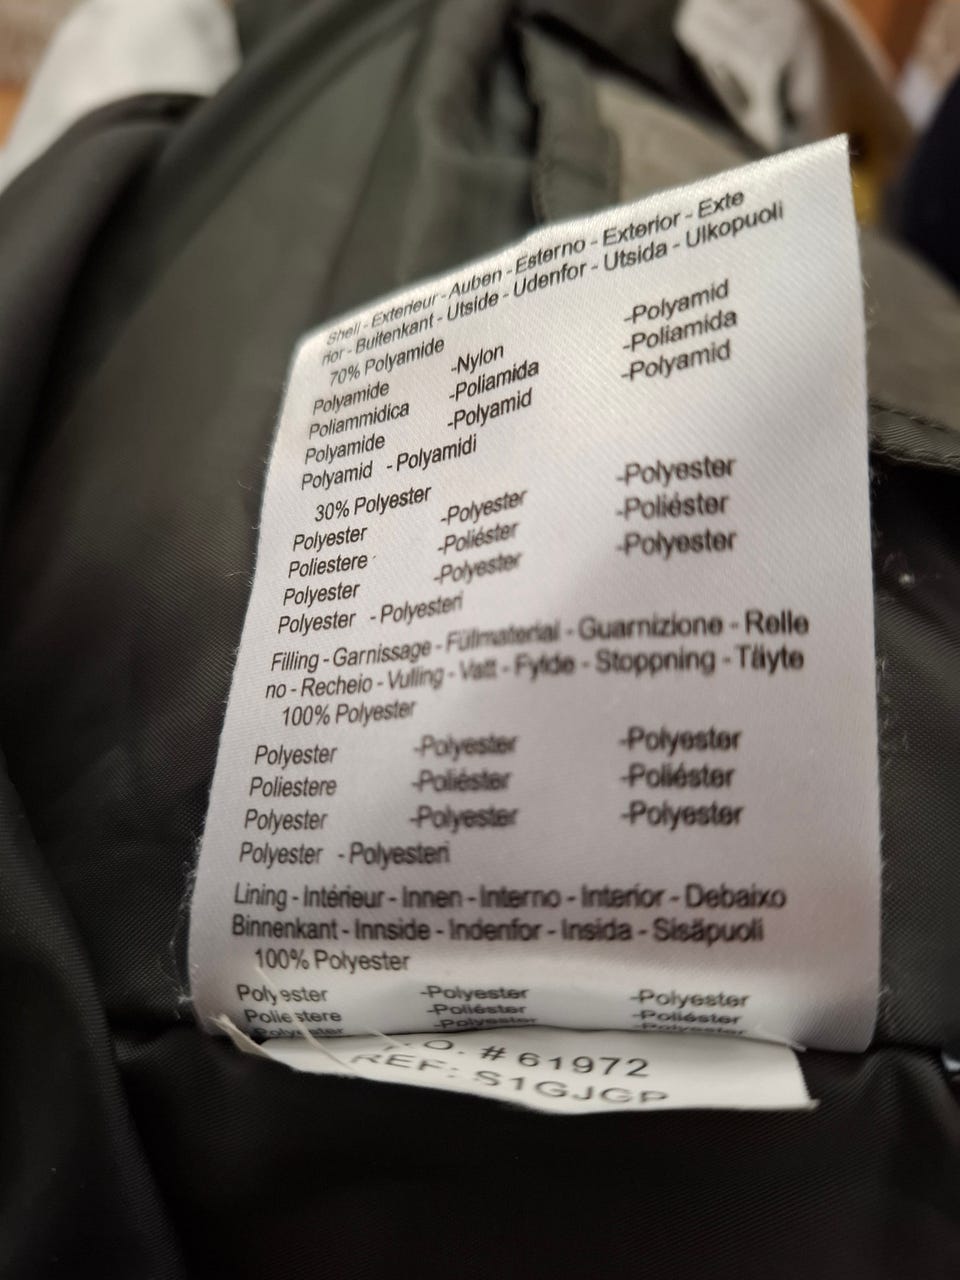 Shell - Exterieur - Auben - Esterno - Exterior - Exte
rior - Buitenkant - Utside - Udenfor - Utsida - Ulkopuoli
70% Polyamide
Polyamide -Nylon -Polyamid
Poliammidica -Poliamida -Poliamida
Polyamide -Polyamid -Polyamid
Polyamid - Polyamidi
30% Polyester
Polyester -Polyester -Polyester
Poliestere -Poliéster -Poliéster
Polyester -Polyester -Polyester
Polyester - Polyesteri
Filling - Garnissage - Füllmaterial - Guarnizione - Relle
no - Recheio - Vulling - Vatt - Fylde - Stoppning - Täyte
100% Polyester
Polyester -Polyester -Polyester
Poliestere -Poliéster -Poliéster
Polyester -Polyester -Polyester
Polyester - Polyesteri
Lining - Intérieur - Innen - Interno - Interior - Debaixo
Binnenkant - Innside - Indenfor - Insida - Sisäpuoli
100% Polyester
Polyester -Polyester -Polyester
Poliestere -Poliéster -Poliéster
Polyester -Polyester -Polyester
.O. # 61972
REF: S1GJGP